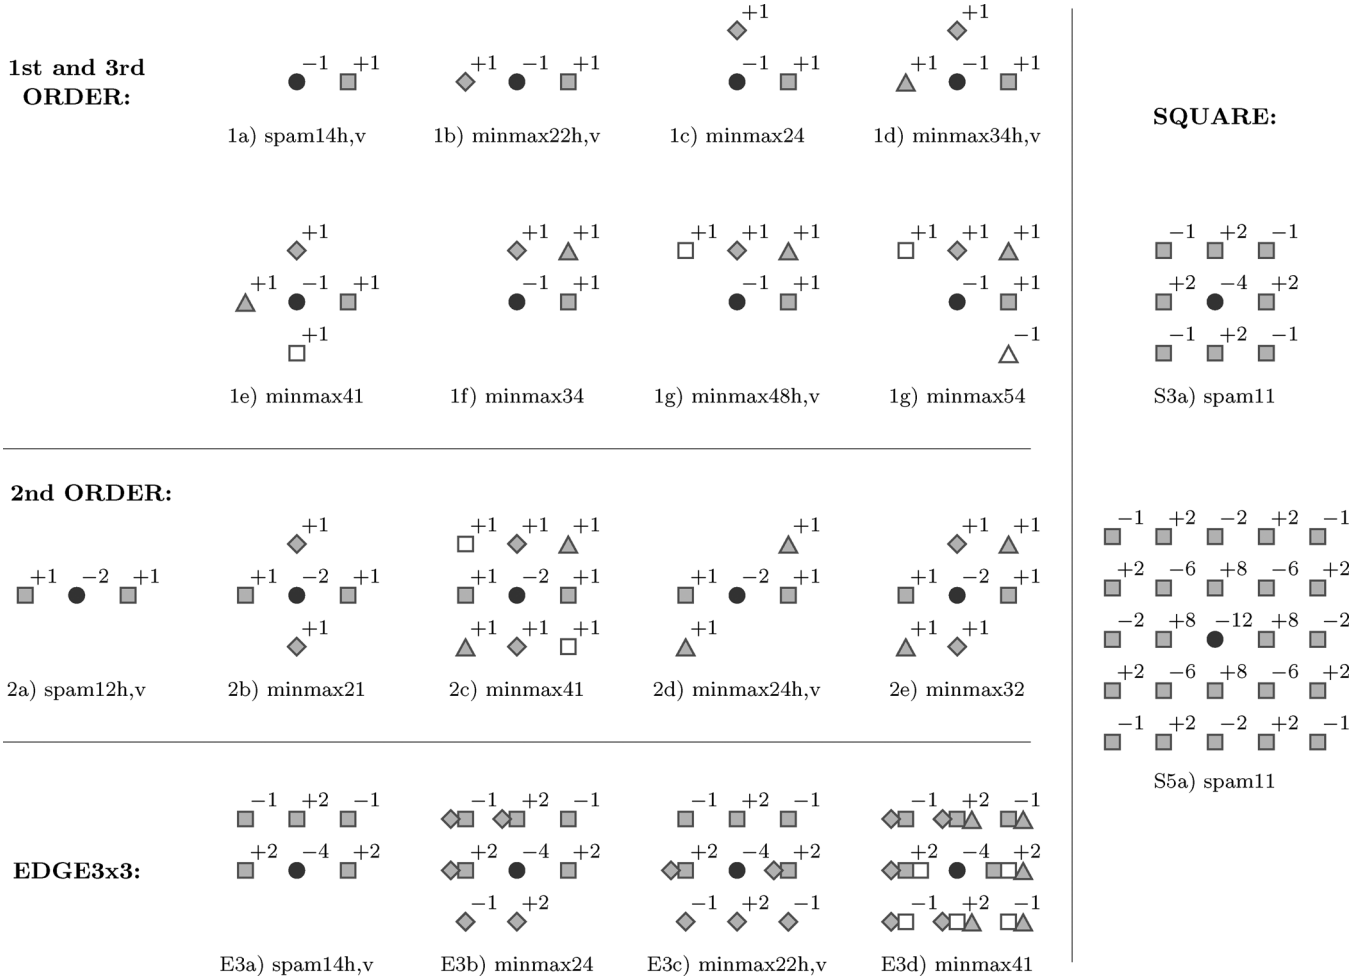 1st and 3rd
ORDER:
+1 +1
−1 +1 +1 −1 +1 −1 +1 +1 −1 +1
1a) spam14h,v 1b) minmax22h,v 1c) minmax24 1d) minmax34h,v
SQUARE:
+1 +1 +1 +1 +1 +1 +1 +1 +1
+1 −1 +1 −1 +1 −1 +1 −1 +1
+1 −1
1e) minmax41 1f) minmax34 1g) minmax48h,v 1g) minmax54
−1 +2 −1
+2 −4 +2
−1 +2 −1
S3a) spam11
2nd ORDER:
+1 +1 +1 +1 +1 +1 +1
+1 −2 +1 +1 −2 +1 +1 −2 +1 +1 −2 +1 +1 −2 +1
+1 +1 +1 +1 +1 +1 +1
2a) spam12h,v 2b) minmax21 2c) minmax41 2d) minmax24h,v 2e) minmax32
−1 +2 −2 +2 −1
+2 −6 +8 −6 +2
−2 +8 −12 +8 −2
+2 −6 +8 −6 +2
−1 +2 −2 +2 −1
S5a) spam11
EDGE3x3:
−1 +2 −1 −1 +2 −1 −1 +2 −1 −1 +2 −1
+2 −4 +2 +2 −4 +2 +2 −4 +2 +2 −4 +2
−1 +2 −1 +2 −1 −1 +2 −1
E3a) spam14h,v E3b) minmax24 E3c) minmax22h,v E3d) minmax41